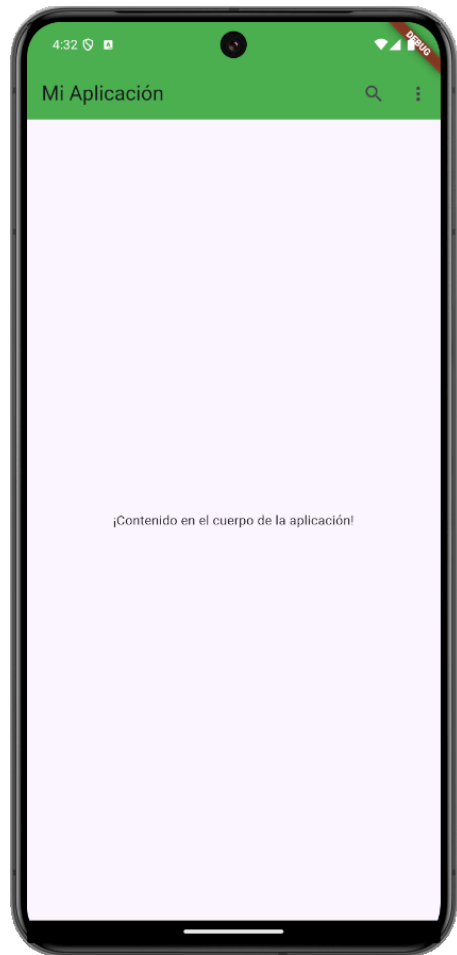 4:32
A
DEBUG
Mi Aplicación
¡Contenido en el cuerpo de la aplicación!